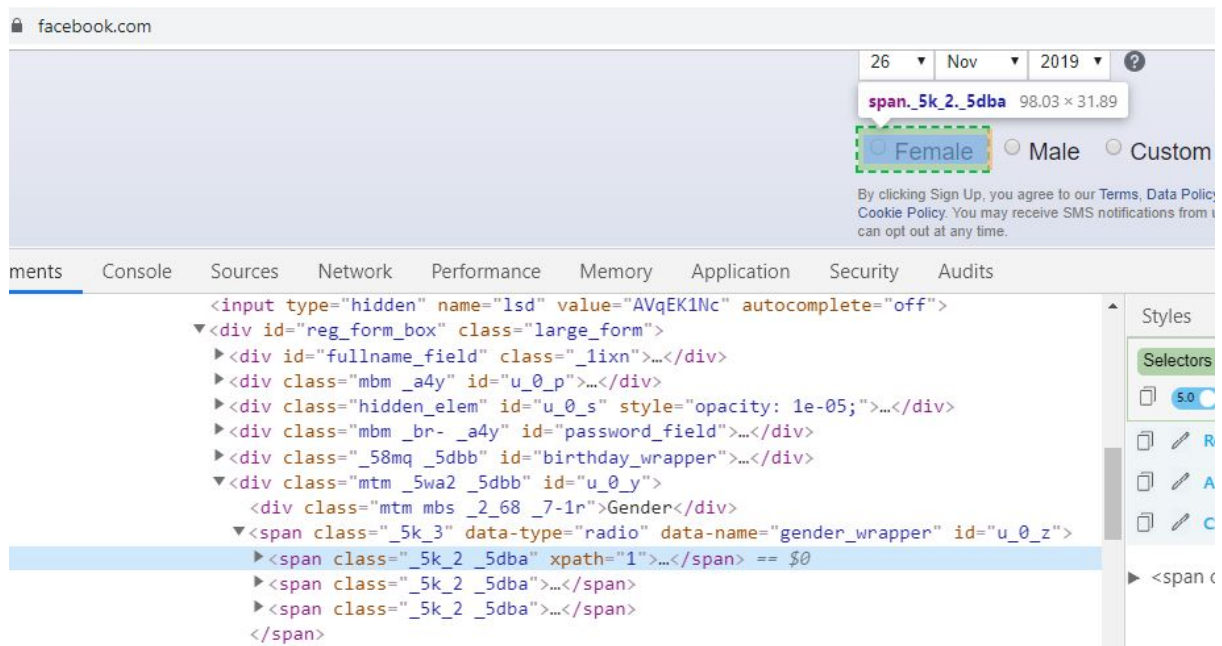 facebook.com
26 Nov 2019 ?
span._5k_2._5dba 98.03 × 31.89
Female Male Custom
By clicking Sign Up, you agree to our Terms, Data Policy
Cookie Policy. You may receive SMS notifications from
can opt out at any time.
ments Console Sources Network Performance Memory Application Security Audits
<input type="hidden" name="lsd" value="AVqEK1Nc" autocomplete="off">
▼<div id="reg_form_box" class="large_form">
▶<div id="fullname_field" class="_1ixn">…</div>
▶<div class="mbm _a4y" id="u_0_p">…</div>
▶<div class="hidden_elem" id="u_0_s" style="opacity: 1e-05;">…</div>
▶<div class="mbm _br- _a4y" id="password_field">…</div>
▶<div class="_58mq _5dbb" id="birthday_wrapper">…</div>
▼<div class="mtm _5wa2 _5dbb" id="u_0_y">
<div class="mtm mbs _2_68 _7-1r">Gender</div>
▼<span class="_5k_3" data-type="radio" data-name="gender_wrapper" id="u_0_z">
▶<span class="_5k_2 _5dba" xpath="1">…</span> == $0
▶<span class="_5k_2 _5dba">…</span>
▶<span class="_5k_2 _5dba">…</span>
</span>
Styles
Selectors
5.0
R
A
C
▶ <span c